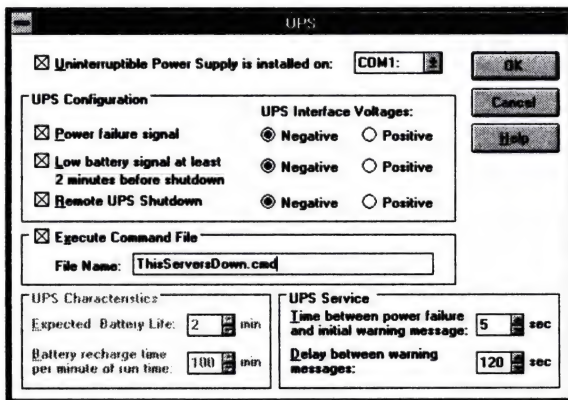 UPS
Uninterruptible Power Supply is installed on: COM1:
OK
Cancel
Help
UPS Configuration
UPS Interface Voltages:
Power failure signal Negative Positive
Low battery signal at least
2 minutes before shutdown Negative Positive
Remote UPS Shutdown Negative Positive
Execute Command File
File Name: ThisServersDown.cmd
UPS Characteristics
Expected Battery Life: 2 min
Battery recharge time
per minute of run time: 100 min
UPS Service
Time between power failure
and initial warning message: 5 sec
Delay between warning
messages: 120 sec